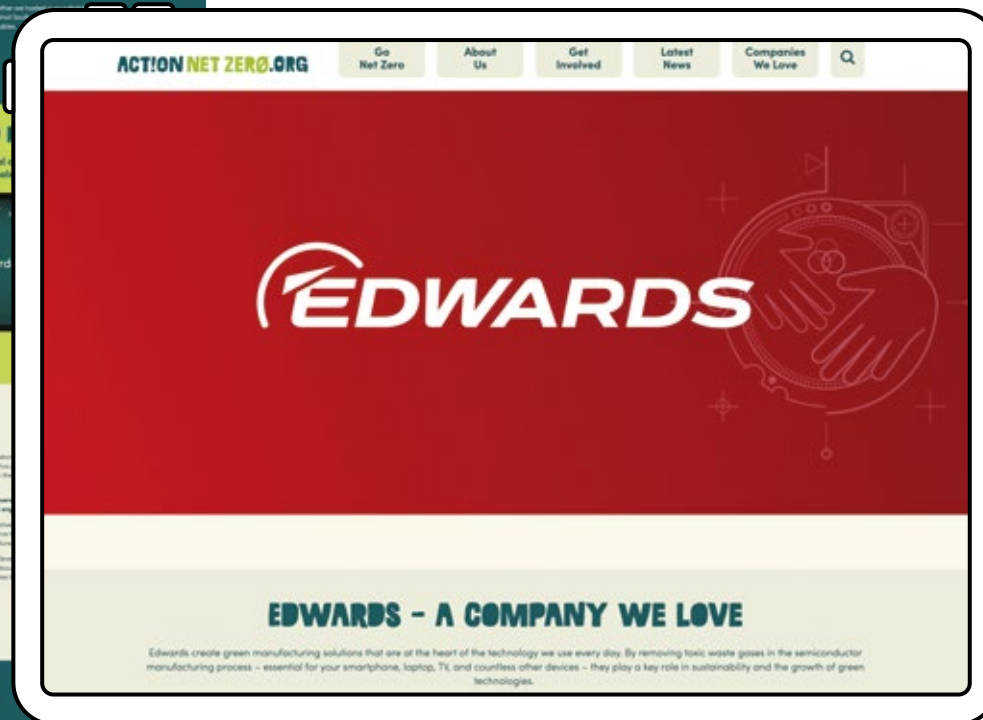 ACT!ON NET ZERØ.ORG
Go
Net Zero
About
Us
Get
Involved
Latest
News
Companies
We Love
EDWARDS
EDWARDS – A COMPANY WE LOVE
Edwards create green manufacturing solutions that are at the heart of the technology we use every day. By removing toxic waste gases in the semiconductor
manufacturing process – essential for your smartphone, laptop, TV, and countless other devices – they play a key role in sustainability and the growth of green
technologies.